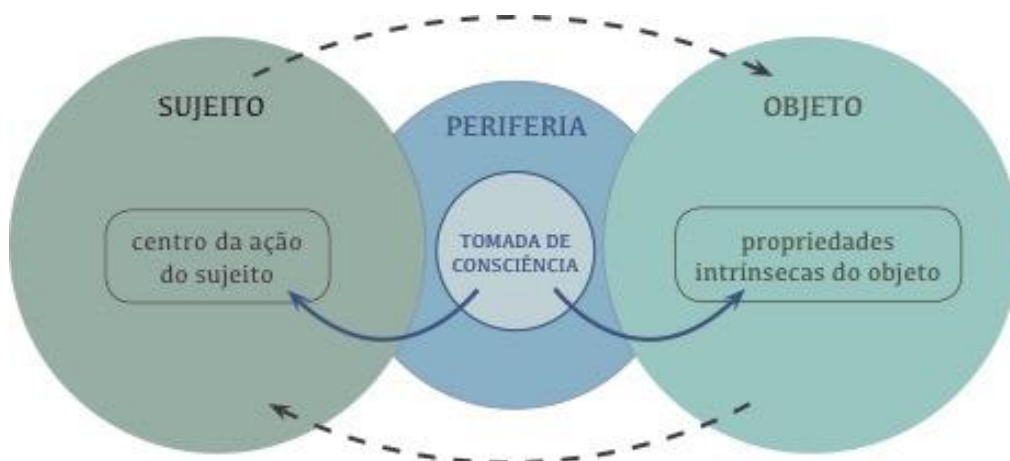 SUJEITO
centro da ação
do sujeito
PERIFERIA
TOMADA DE
CONSCIÊNCIA
OBJETO
propriedades
intrínsecas do objeto